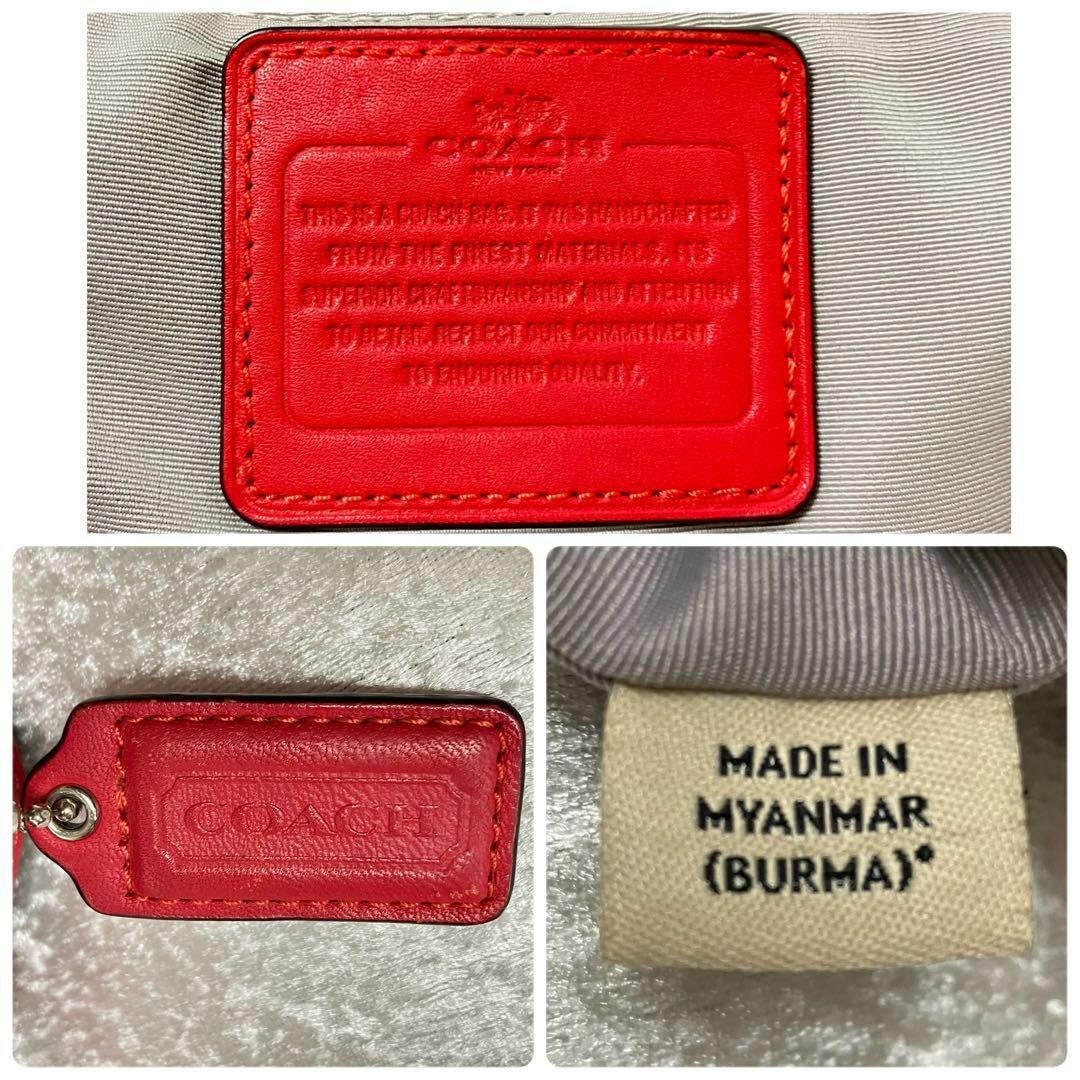 COACH
NEW YORK
THIS IS A COACH BAG. IT WAS HANDCRAFTED
FROM THE FINEST MATERIALS. ITS
SUPERIOR CRAFTSMANSHIP AND ATTENTION
TO DETAIL REFLECT OUR COMMITMENT
TO ENDURING QUALITY.
COACH
MADE IN
MYANMAR
(BURMA)•